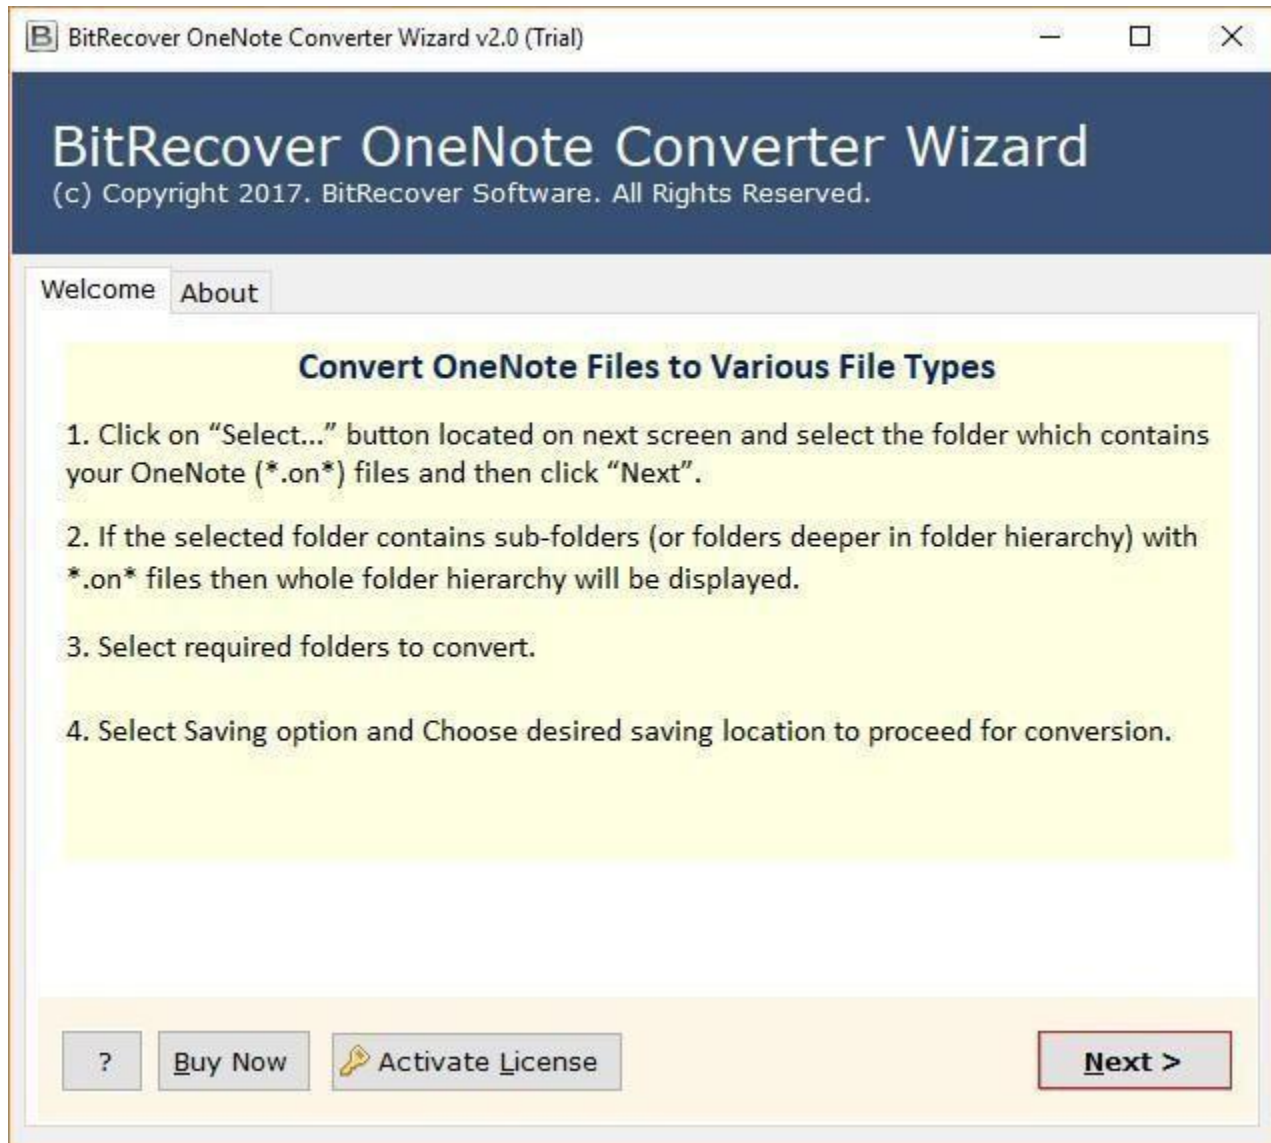 BitRecover OneNote Converter Wizard v2.0 (Trial)
BitRecover OneNote Converter Wizard
(c) Copyright 2017. BitRecover Software. All Rights Reserved.
Welcome About
Convert OneNote Files to Various File Types
1. Click on “Select...” button located on next screen and select the folder which contains
your OneNote (*.on*) files and then click “Next”.
2. If the selected folder contains sub-folders (or folders deeper in folder hierarchy) with
*.on* files then whole folder hierarchy will be displayed.
3. Select required folders to convert.
4. Select Saving option and Choose desired saving location to proceed for conversion.
? Buy Now Activate License Next >